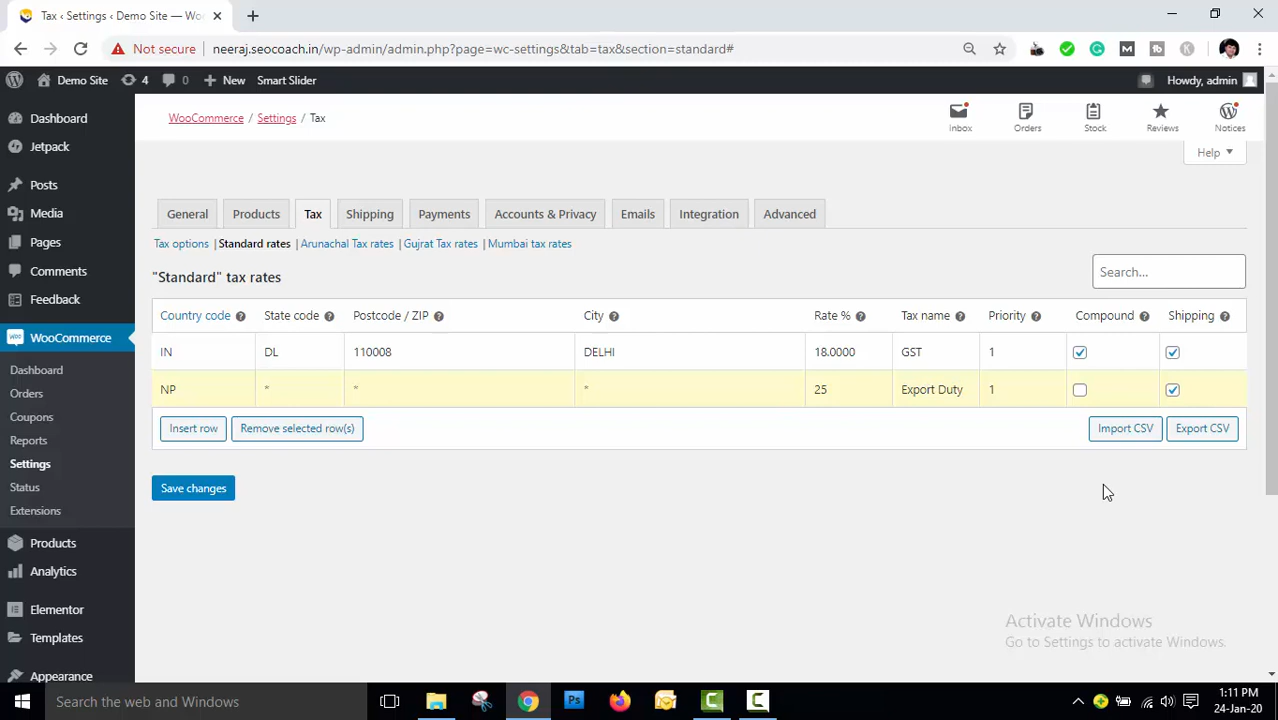 Tax ‹ Settings ‹ Demo Site — Wo
Not secure neeraj.seocoach.in/wp-admin/admin.php?page=wc-settings&tab=tax&section=standard#
Demo Site 4 0 New Smart Slider Howdy, admin
Dashboard
Jetpack
Posts
Media
Pages
Comments
Feedback
WooCommerce
Dashboard
Orders
Coupons
Reports
Settings
Status
Extensions
Products
Analytics
Elementor
Templates
Appearance
WooCommerce / Settings / Tax
Inbox Orders Stock Reviews Notices
Help
General Products Tax Shipping Payments Accounts & Privacy Emails Integration Advanced
Tax options | Standard rates | Arunachal Tax rates | Gujrat Tax rates | Mumbai tax rates
"Standard" tax rates
Search...
Country code State code Postcode / ZIP City Rate % Tax name Priority Compound Shipping
IN DL 110008 DELHI 18.0000 GST 1
NP * * * 25 Export Duty 1
Insert row Remove selected row(s) Import CSV Export CSV
Save changes
Activate Windows
Go to Settings to activate Windows.
Search the web and Windows
Ps
1:11 PM
24-Jan-20